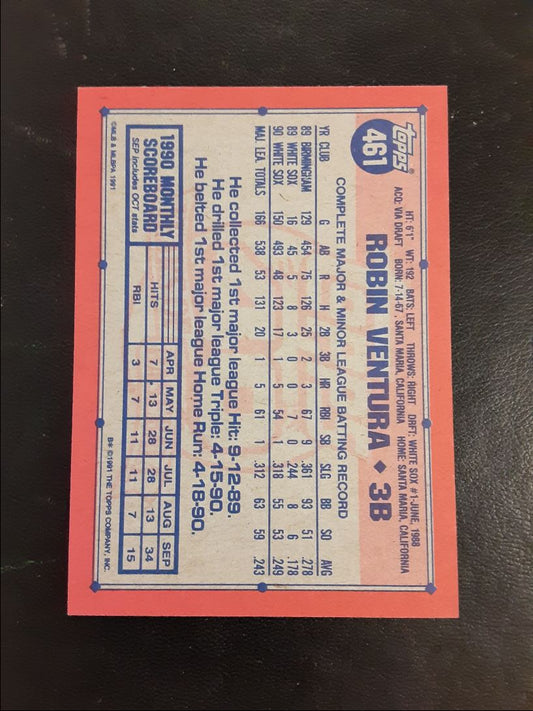 topps®
461
ROBIN VENTURA ♦ 3B
HT: 6'1" WT: 192 BATS: LEFT THROWS: RIGHT DRFT: WHITE SOX #1-JUNE, 1988
ACQ: VIA DRAFT BORN: 7-14-67, SANTA MARIA, CALIFORNIA HOME: SANTA MARIA, CALIFORNIA
COMPLETE MAJOR & MINOR LEAGUE BATTING RECORD
YR CLUB G AB R H 2B 3B HR RBI SB SLG BB SO AVG
89 BIRMINGHAM 129 454 75 126 25 2 3 67 9 .361 93 51 .278
89 WHITE SOX 16 45 5 8 3 0 0 7 0 .244 8 6 .178
90 WHITE SOX 150 493 48 123 17 1 5 54 1 .318 55 53 .249
MAJ. LEA. TOTALS 166 538 53 131 20 1 5 61 1 .312 63 59 .243
He collected 1st major league Hit: 9-12-89.
He drilled 1st major league Triple: 4-15-90.
He belted 1st major league Home Run: 4-18-90.
1990 MONTHLY
SCOREBOARD
SEP includes OCT stats
APR MAY JUN JUL AUG SEP
HITS 7 13 28 28 13 34
RBI 3 7 11 11 7 15
©MLB & MLBPA 1991
B* ©1991 THE TOPPS COMPANY, INC.